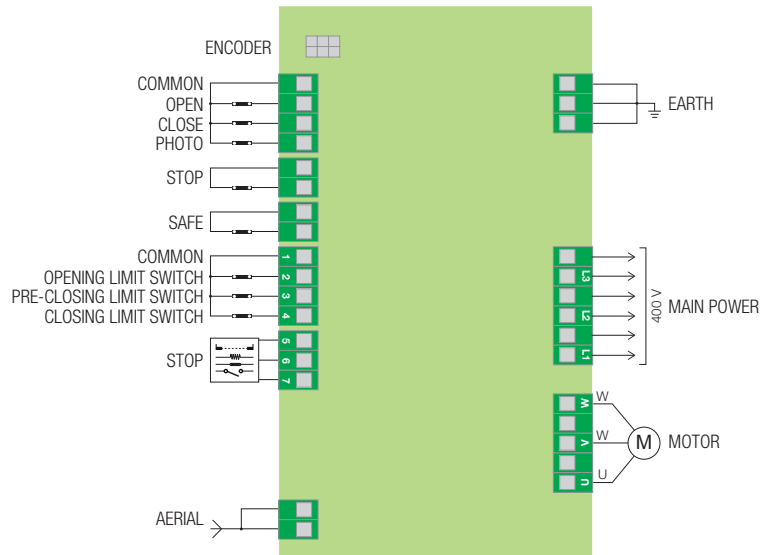 ENCODER
COMMON
OPEN
CLOSE
PHOTO
STOP
SAFE
COMMON
OPENING LIMIT SWITCH
PRE-CLOSING LIMIT SWITCH
CLOSING LIMIT SWITCH
1
2
3
4
STOP
5
6
7
AERIAL
EARTH
L3
L2
L1
400 V
MAIN POWER
W
V
U
W
W
U
M
MOTOR